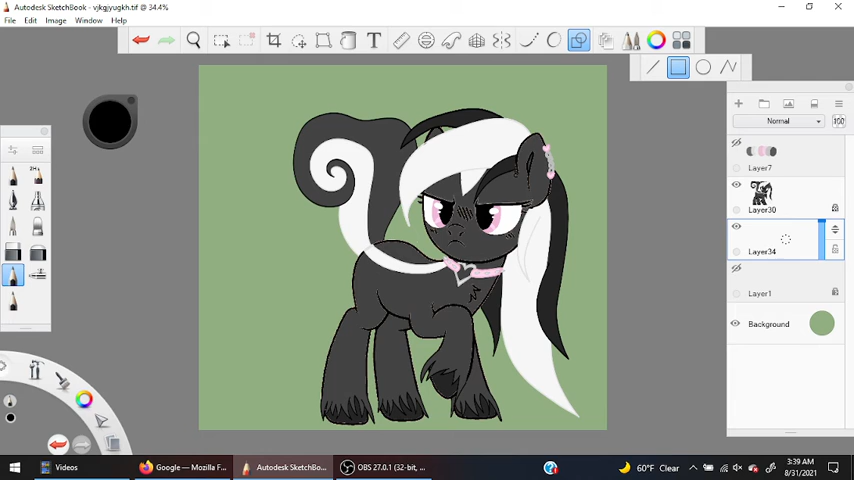 Autodesk SketchBook - vjkgjyugkh.tif @ 34.4%
File Edit Image Window Help
Normal
100
Layer7
Layer30
Layer34
Layer1
Background
Videos
Google — Mozilla F...
Autodesk SketchBo...
OBS 27.0.1 (32-bit, ...
60°F Clear
3:39 AM
8/31/2021